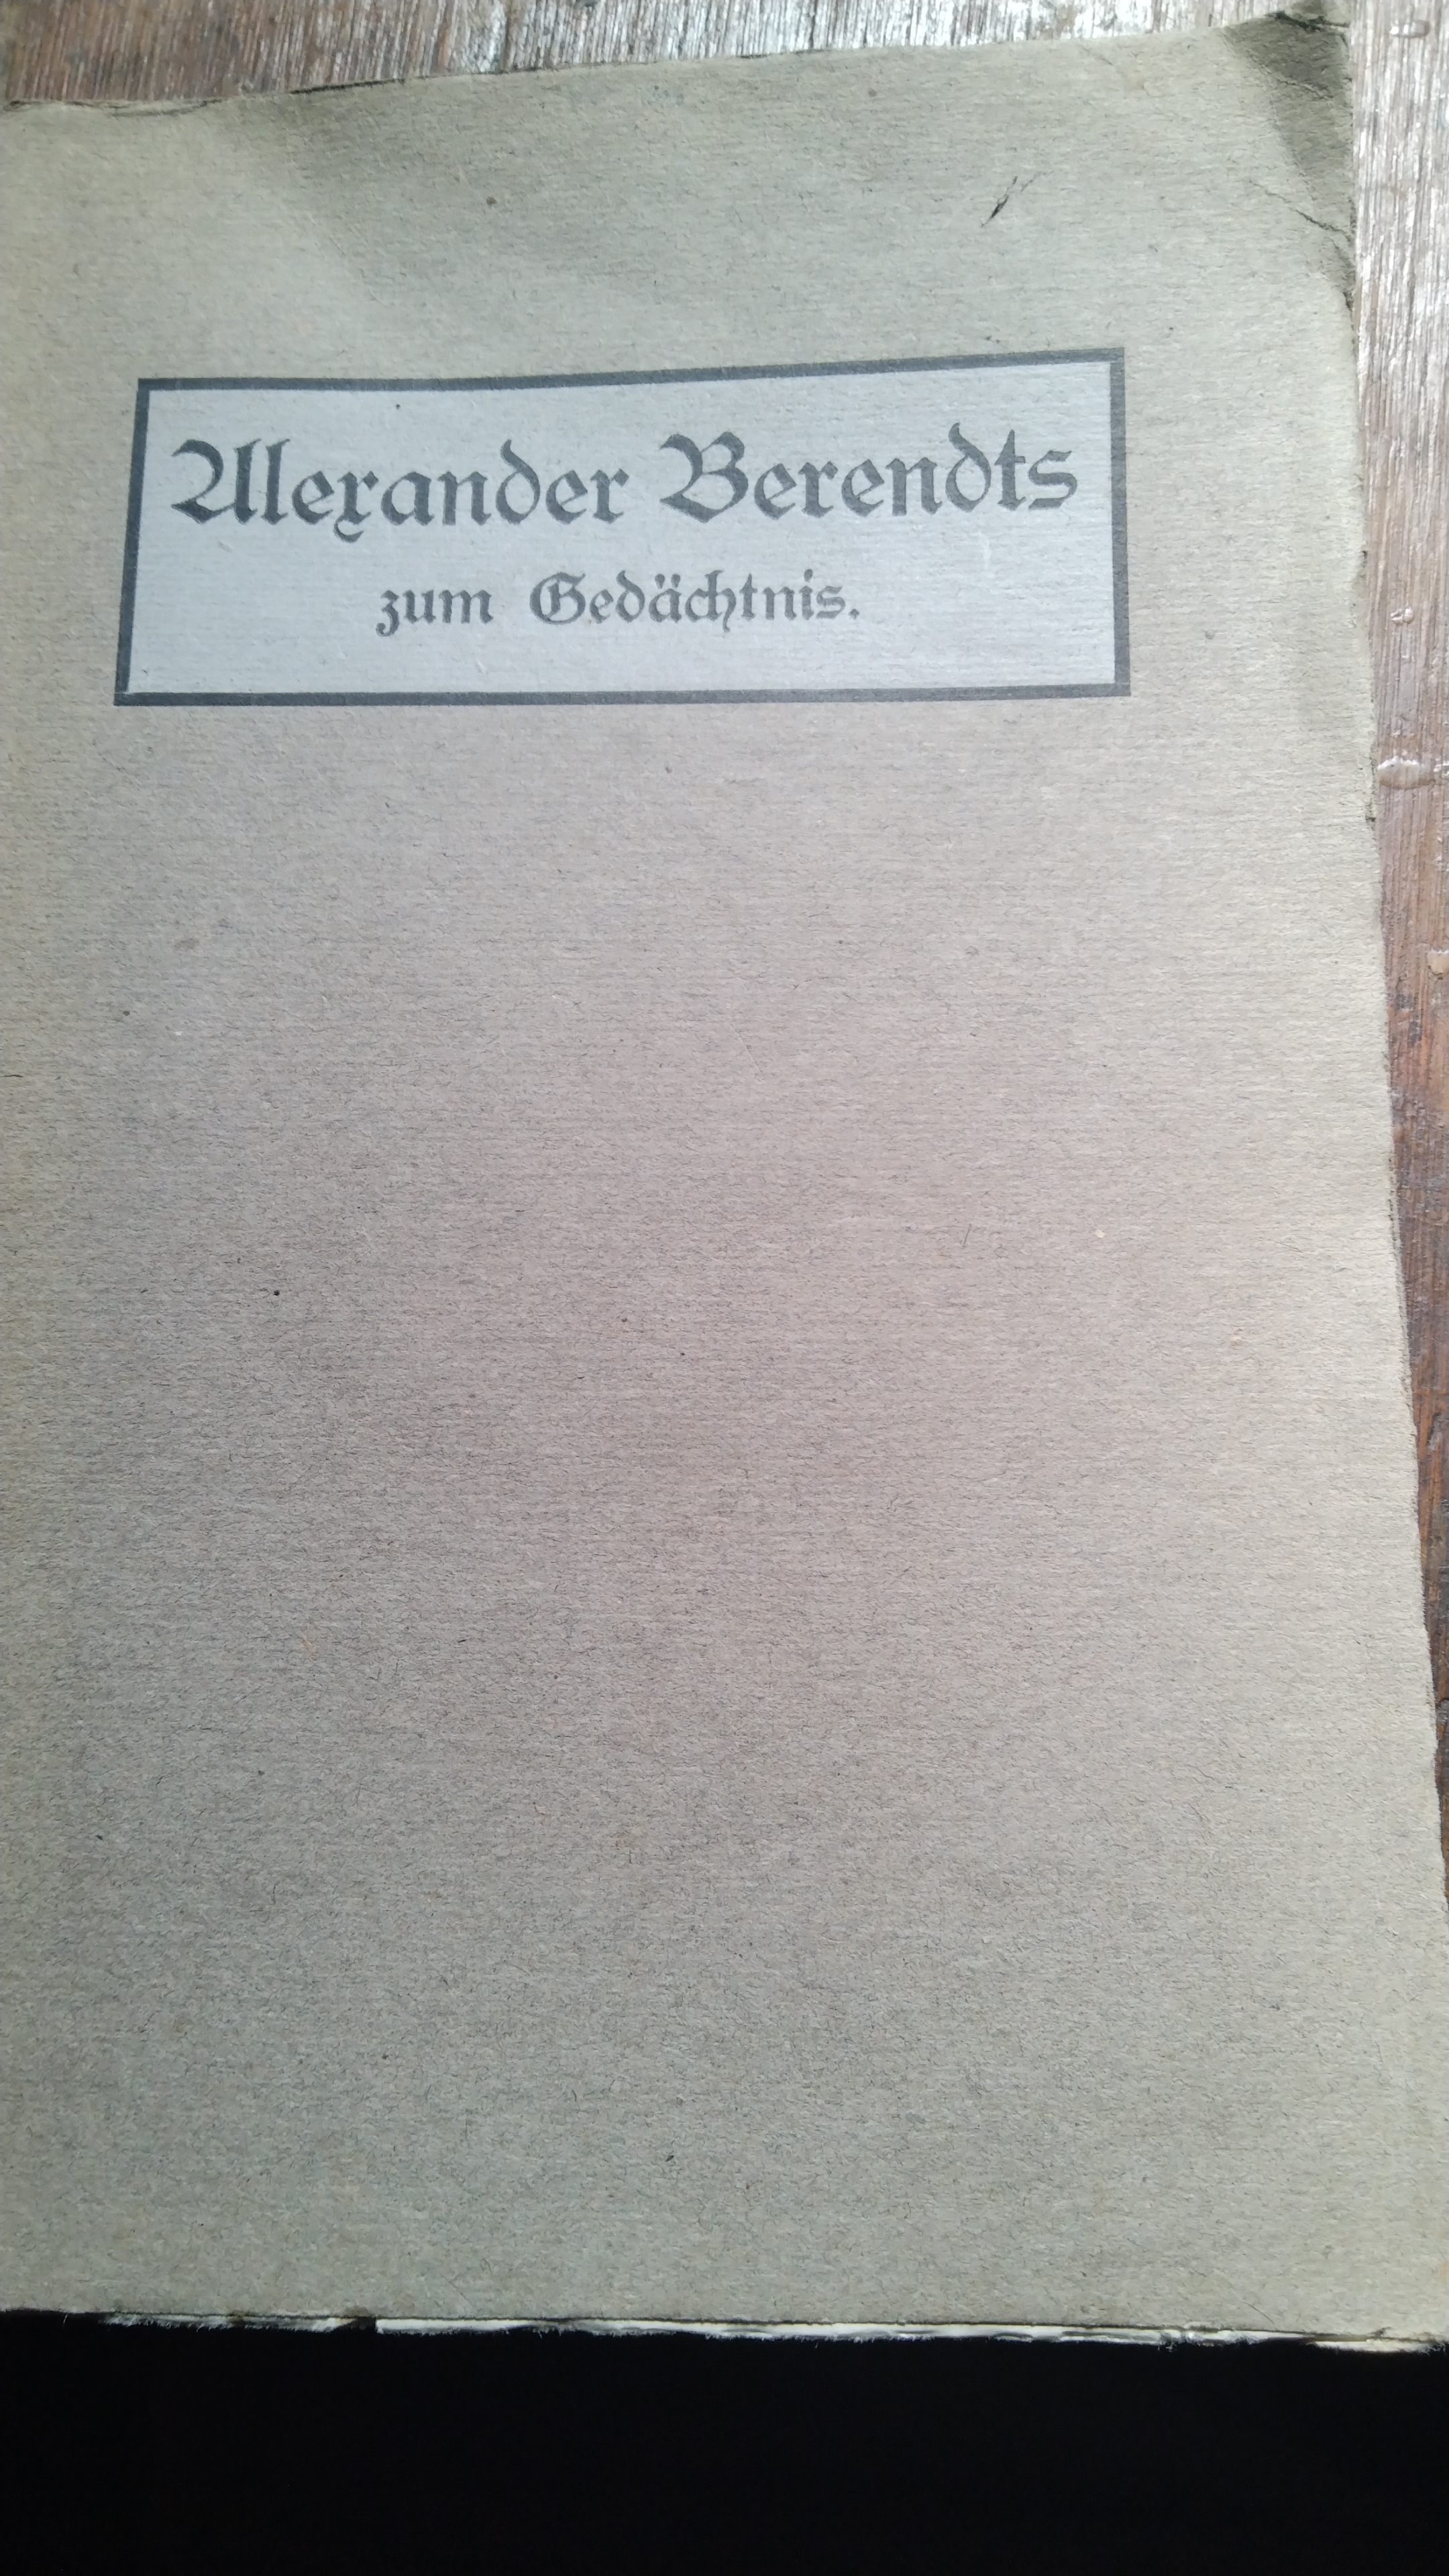 Alexander Berendts
zum Gedächtnis.